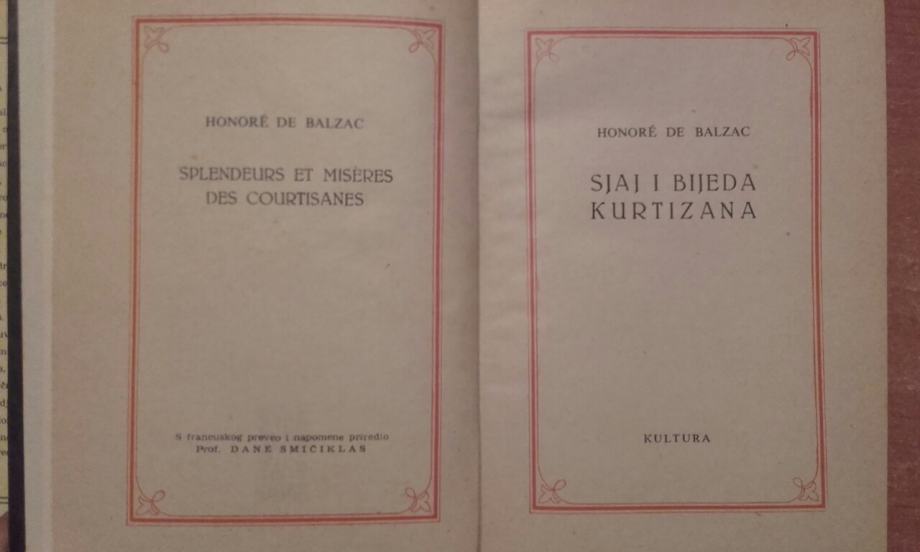 HONORÉ DE BALZAC
SPLENDEURS ET MISÈRES
DES COURTISANES
S francuskog preveo i napomene priredio
Prof. DANE SMIČIKLAS
HONORÉ DE BALZAC
SJAJ I BIJEDA
KURTIZANA
KULTURA